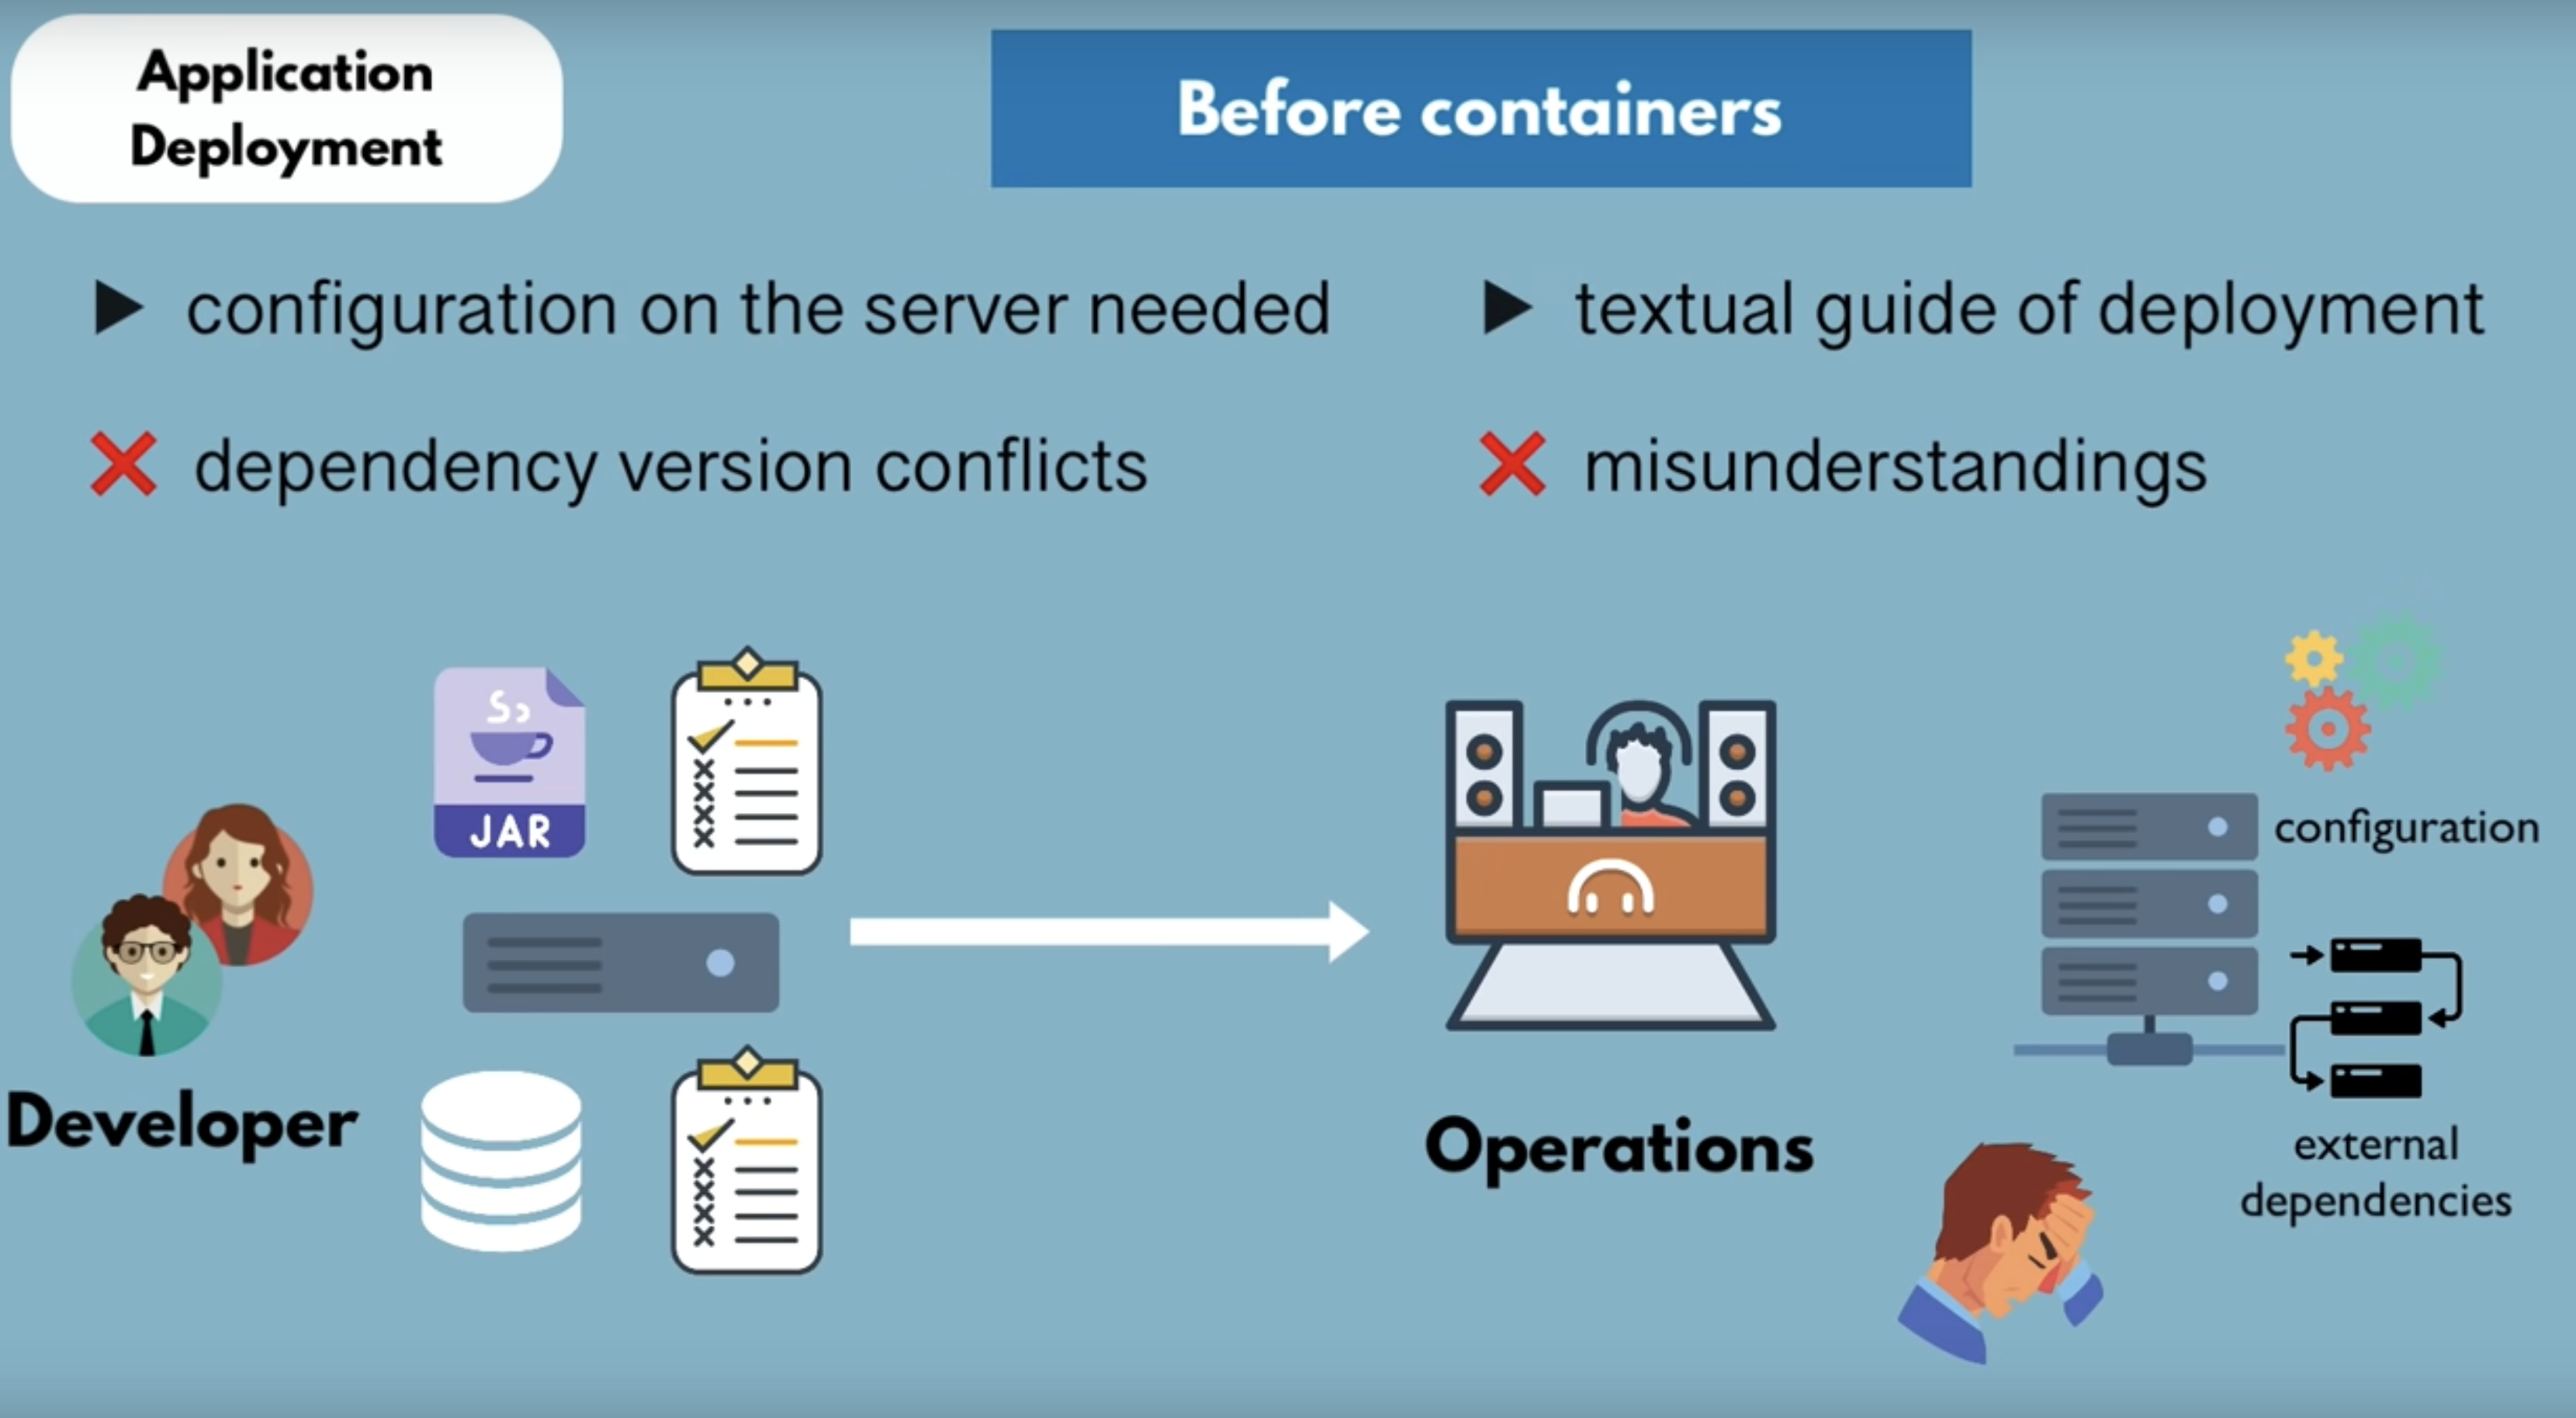 Application
Deployment
Before containers
configuration on the server needed
textual guide of deployment
dependency version conflicts
misunderstandings
JAR
configuration
Developer
Operations
external
dependencies